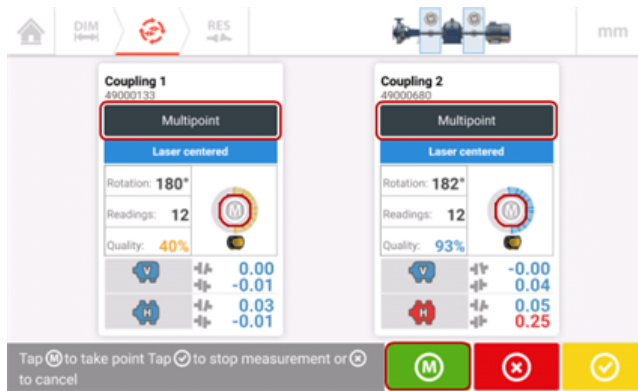 DIM
RES
mm
Coupling 1
49000133
Multipoint
Laser centered
Rotation: 180°
Readings: 12
M
Quality: 40%
V
0.00
-0.01
H
0.03
-0.01
Coupling 2
49000680
Multipoint
Laser centered
Rotation: 182°
Readings: 12
M
Quality: 93%
V
-0.00
0.04
H
0.05
0.25
Tap Ⓜ to take point Tap ✓ to stop measurement or ⓧ
to cancel
M